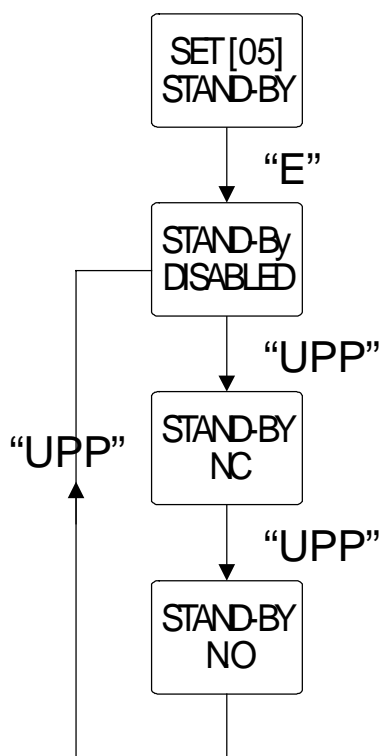 SET [05]
STAND-BY
“E”
STAND-By
DISABLED
“UPP”
STAND-BY
NC
“UPP”
“UPP”
STAND-BY
NO